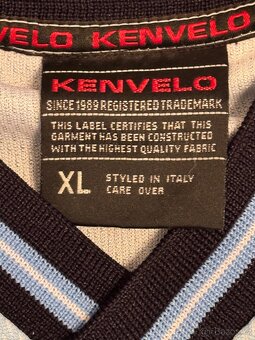 VELO KENVELO KENVELO
KENVELO
SINCE 1989 REGISTERED TRADEMARK
THIS LABEL CERTIFIES THAT THIS
GARMENT HAS BEEN CONSTRUCTED
WITH THE HIGHEST QUALITY FABRIC
XL STYLED IN ITALY
CARE OVER